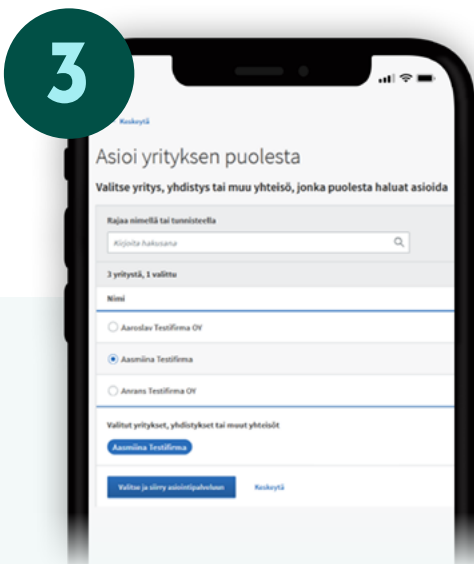 3
Keskeytä
Asioi yrityksen puolesta
Valitse yritys, yhdistys tai muu yhteisö, jonka puolesta haluat asioida
Rajaa nimellä tai tunnisteella
Kirjoita hakusana
3 yritystä, 1 valittu
Nimi
Aaroslav Testifirma OY
Aasmiina Testifirma
Anrans Testifirma OY
Valitut yritykset, yhdistykset tai muut yhteisöt
Aasmiina Testifirma
Valitse ja siirry asiointipalveluun Keskeytä